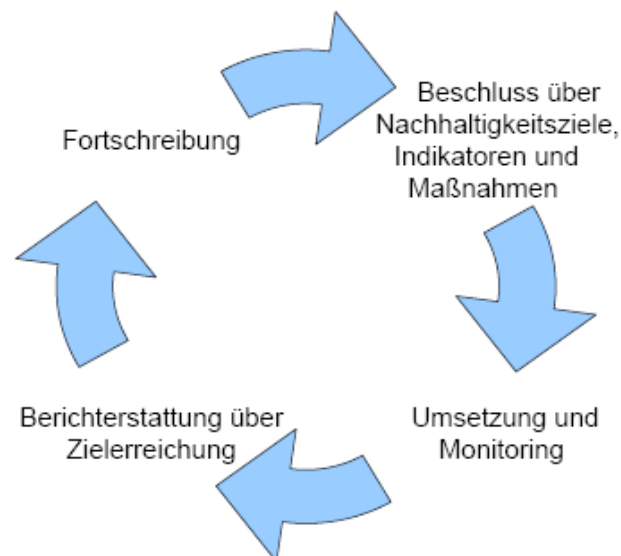 Fortschreibung
Beschluss über
Nachhaltigkeitsziele,
Indikatoren und
Maßnahmen
Umsetzung und
Monitoring
Berichterstattung über
Zielerreichung